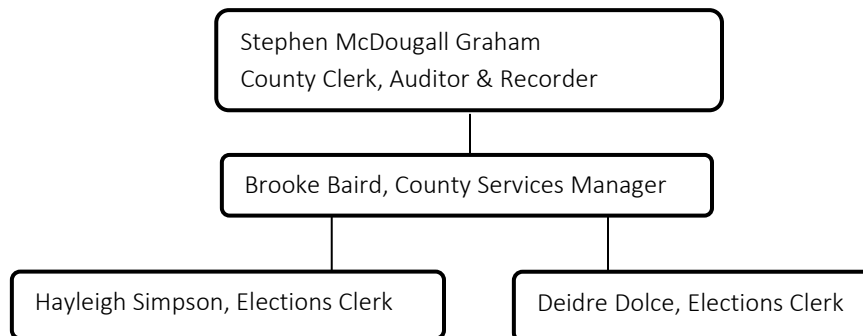 Stephen McDougall Graham
County Clerk, Auditor & Recorder
Brooke Baird, County Services Manager
Hayleigh Simpson, Elections Clerk
Deidre Dolce, Elections Clerk